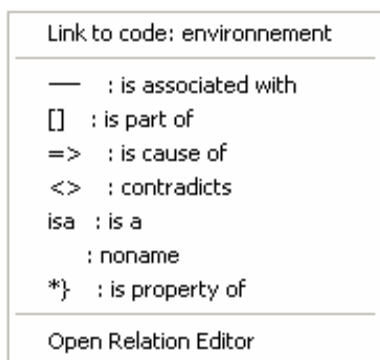 Link to code: environnement
— : is associated with
[] : is part of
=> : is cause of
<> : contradicts
isa : is a
: noname
*} : is property of
Open Relation Editor